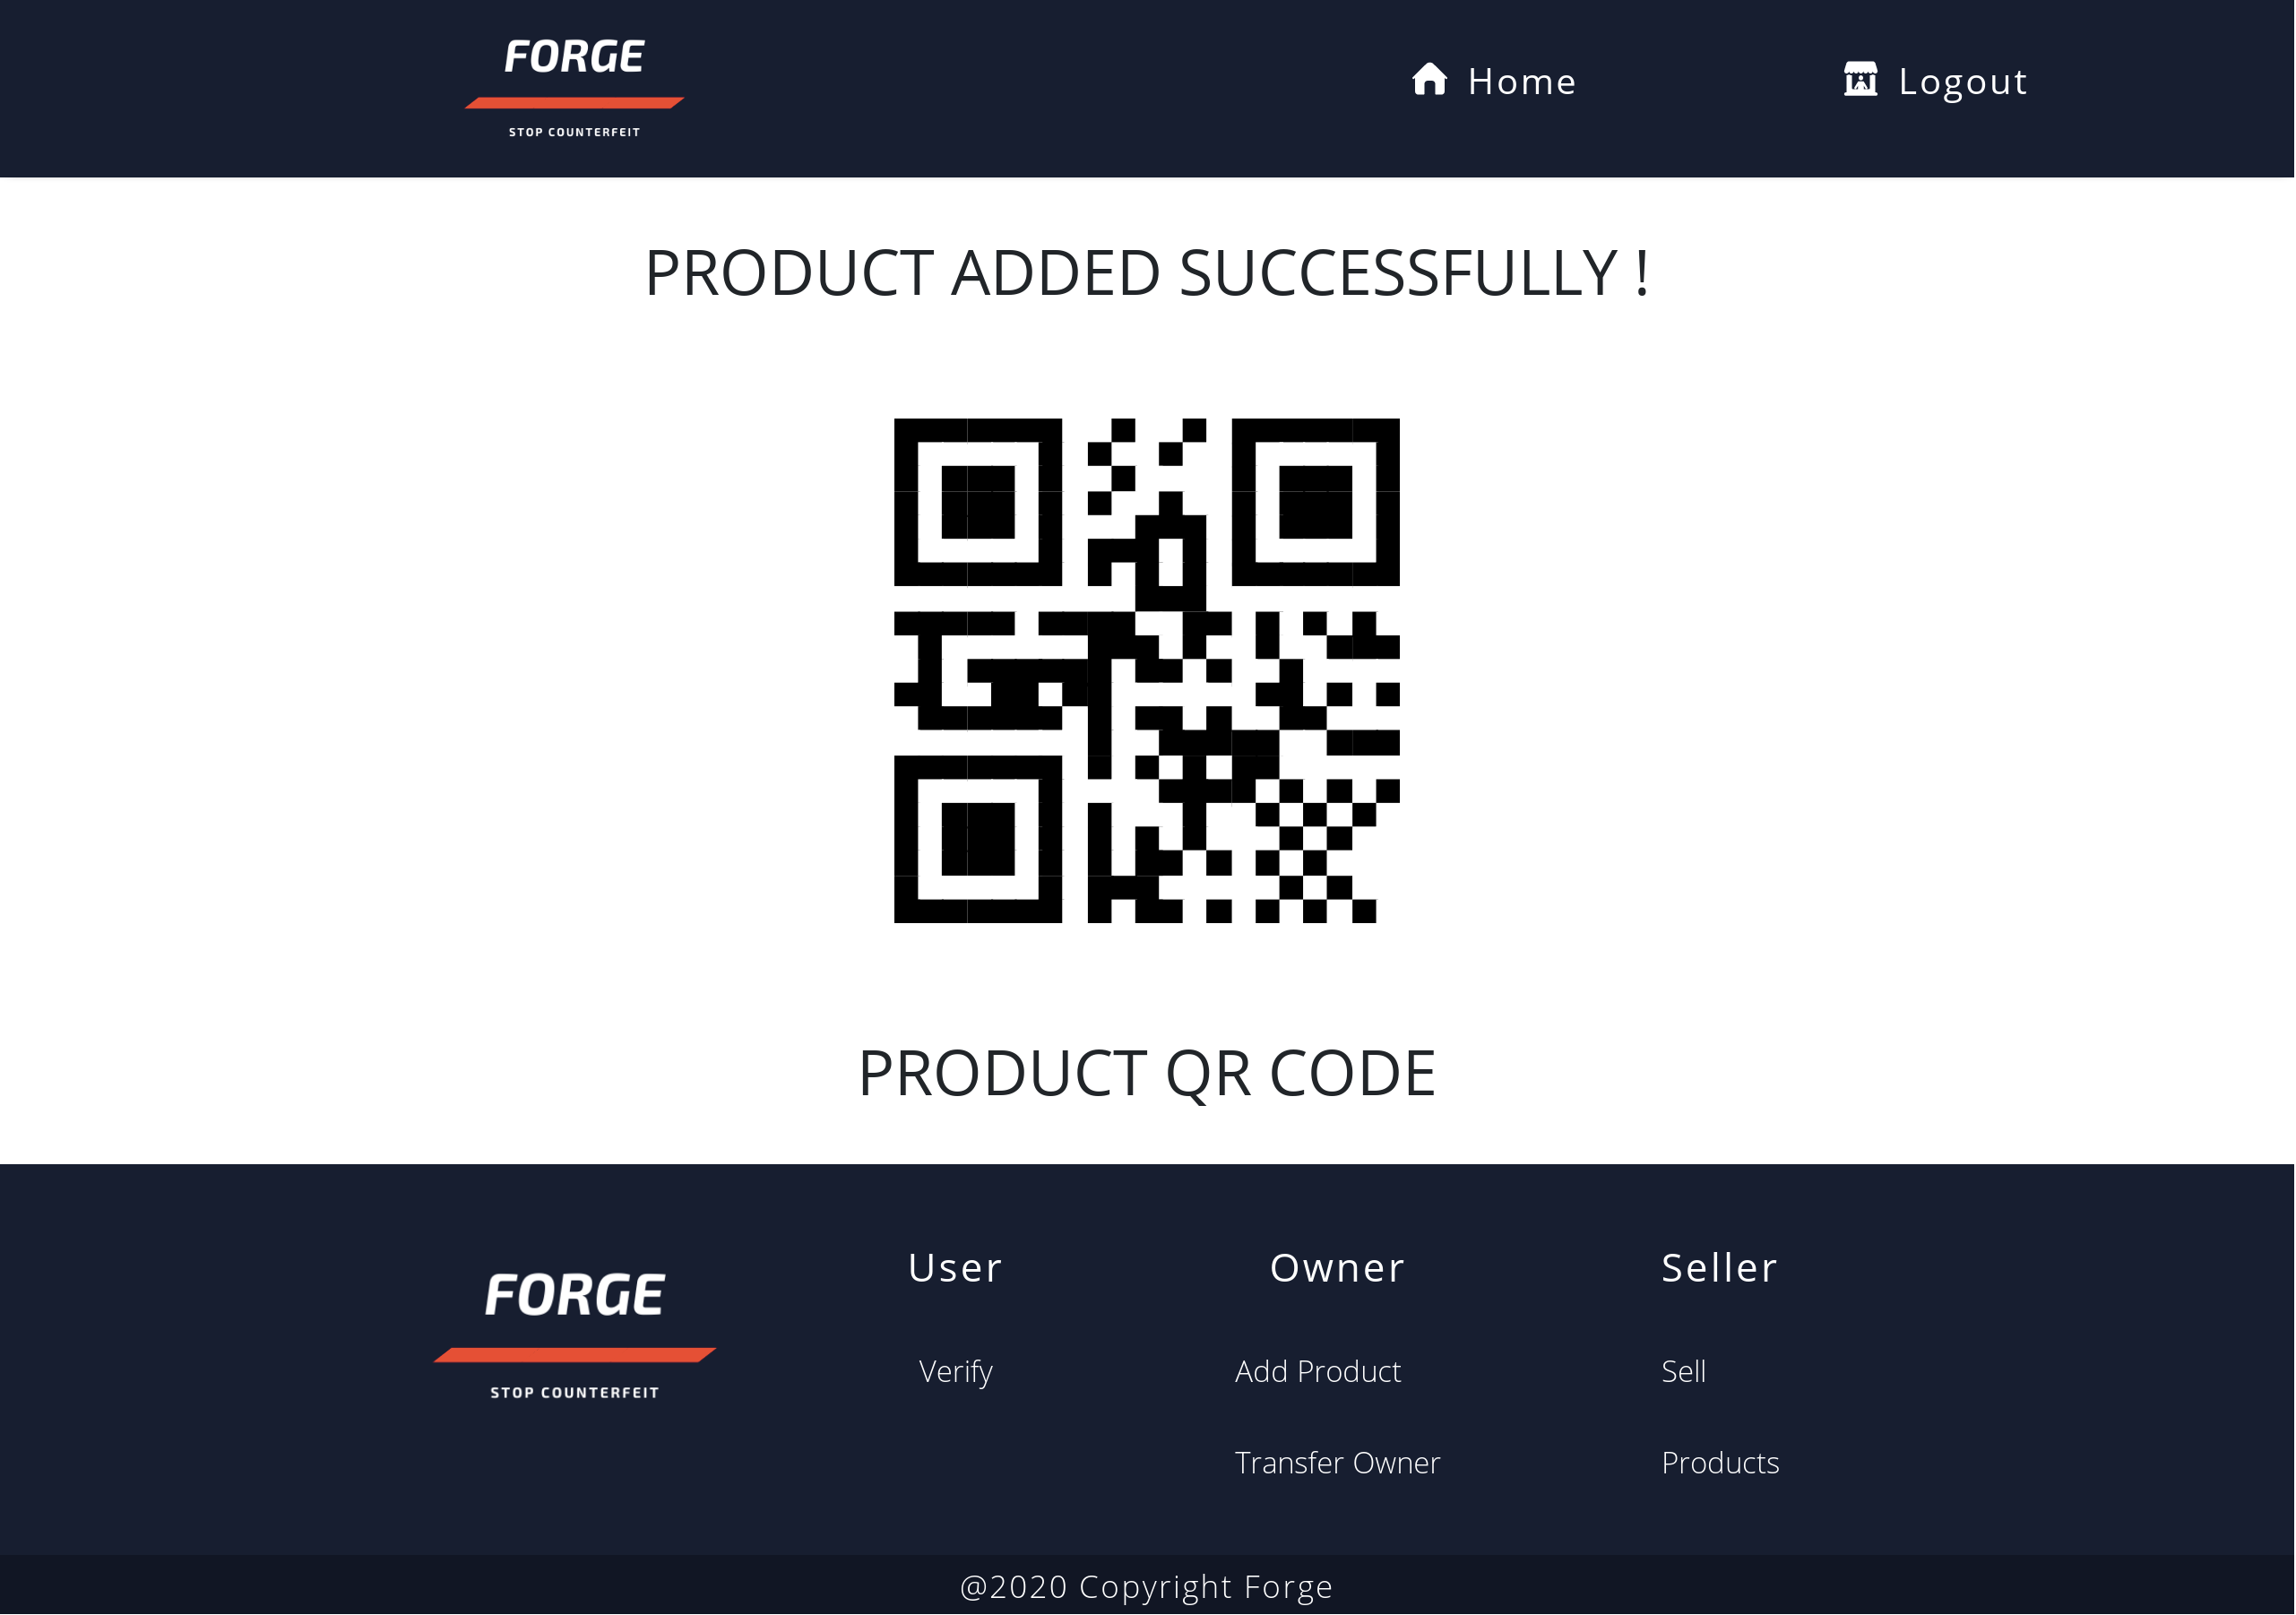 FORGE
STOP COUNTERFEIT
Home
Logout
PRODUCT ADDED SUCCESSFULLY !
PRODUCT QR CODE
FORGE
STOP COUNTERFEIT
User
Verify
Owner
Add Product
Transfer Owner
Seller
Sell
Products
@2020 Copyright Forge